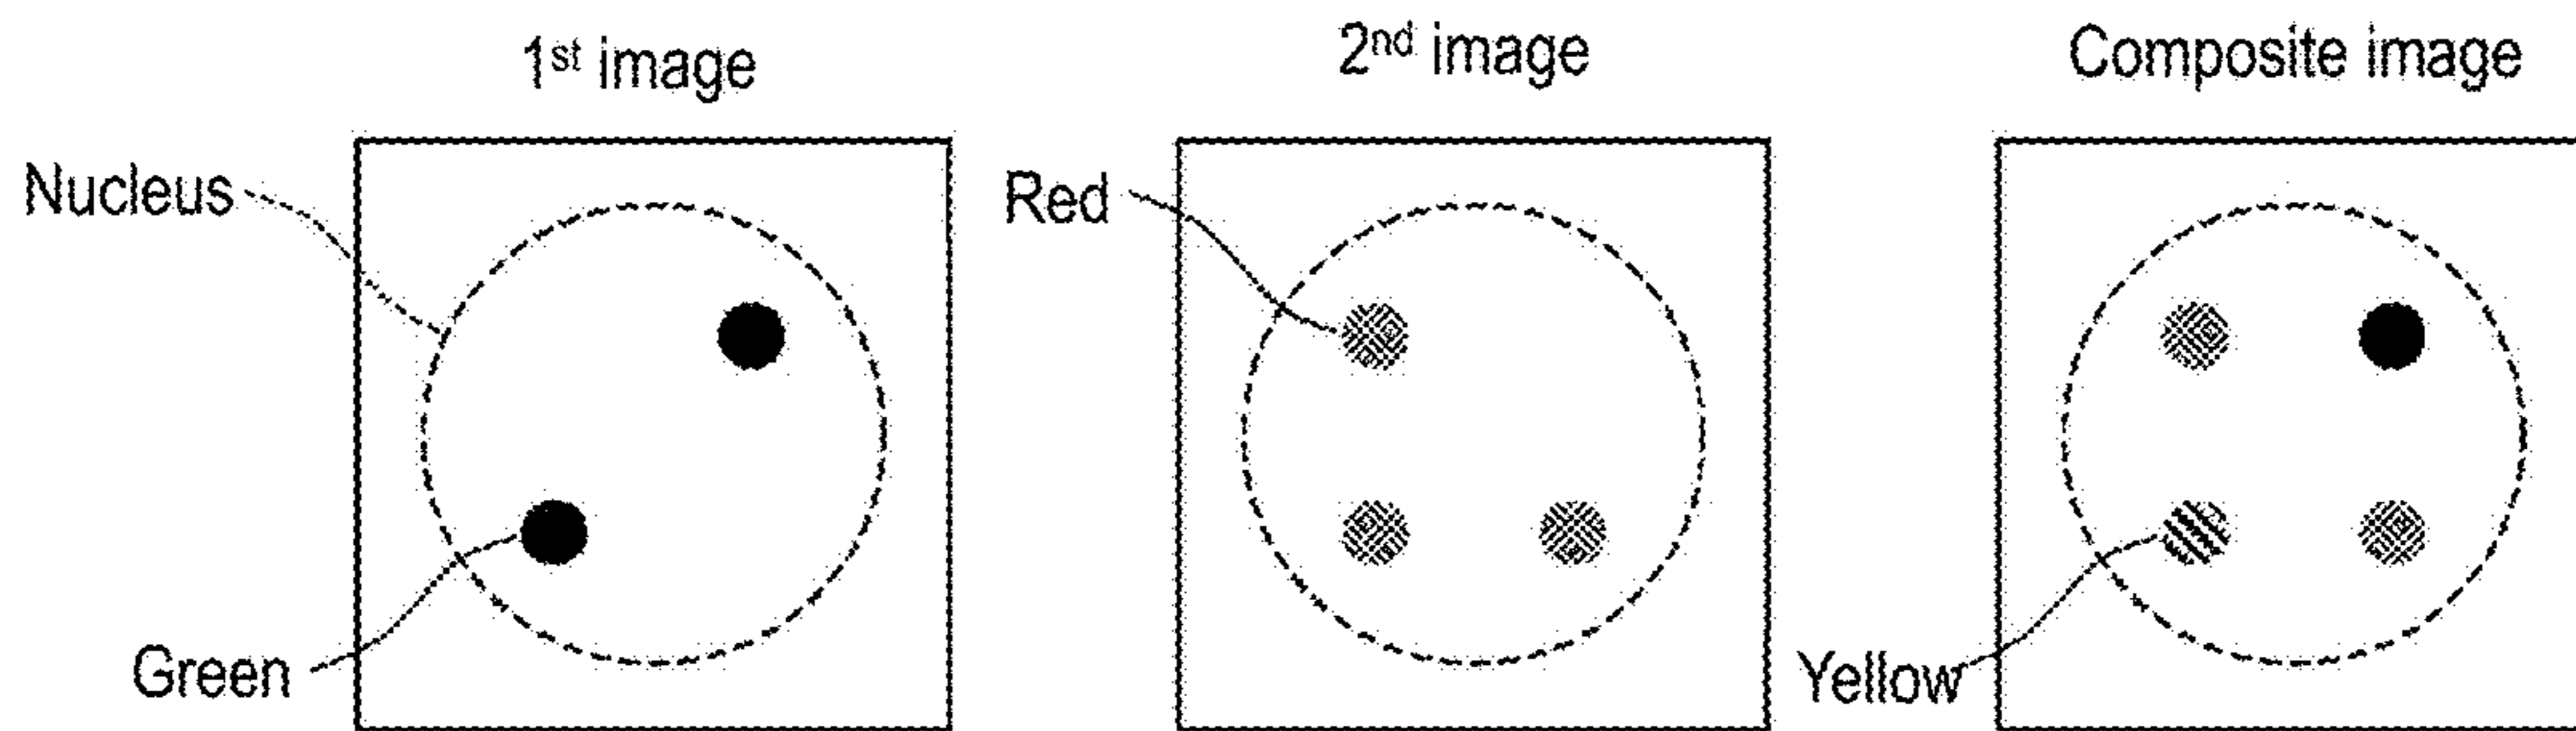 1st image
2nd image
Composite image
Nucleus
Red
Green
Yellow